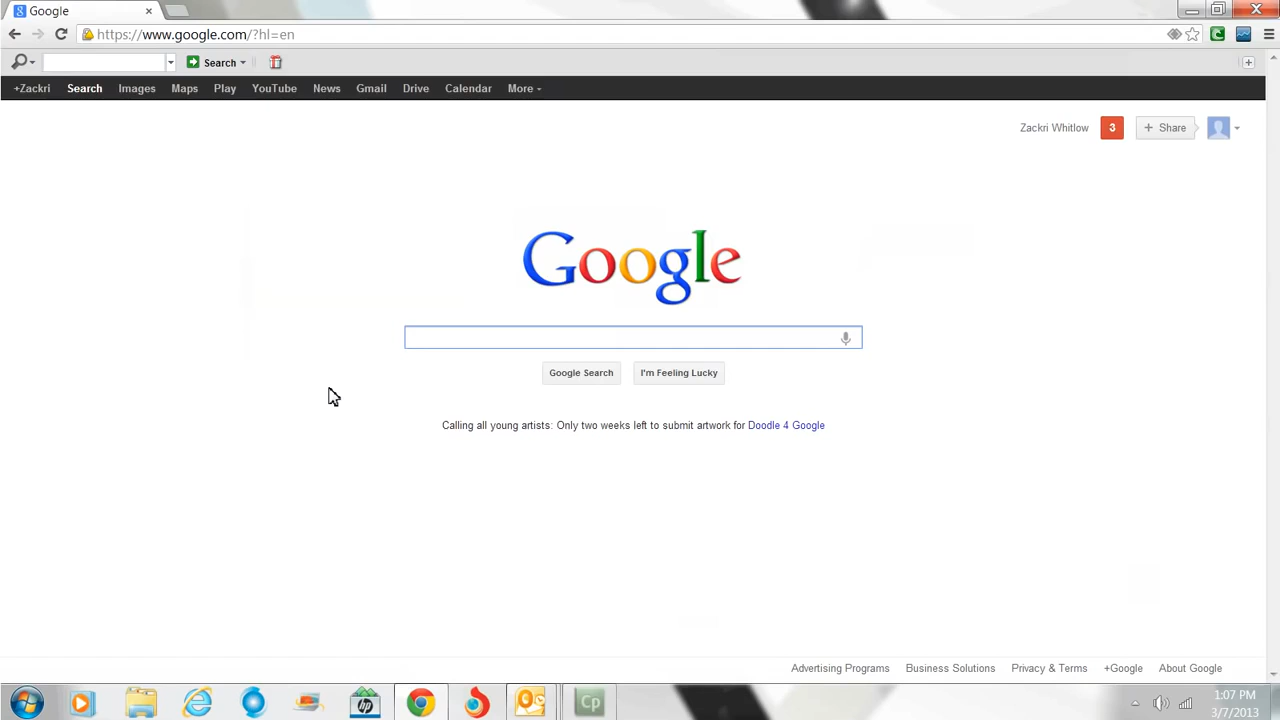 Google
https://www.google.com/?hl=en
Search
+Zackri Search Images Maps Play YouTube News Gmail Drive Calendar More
Zackri Whitlow 3 + Share
Google
Google Search I'm Feeling Lucky
Calling all young artists: Only two weeks left to submit artwork for Doodle 4 Google
Advertising Programs Business Solutions Privacy & Terms +Google About Google
hp
Cp
1:07 PM
3/7/2013